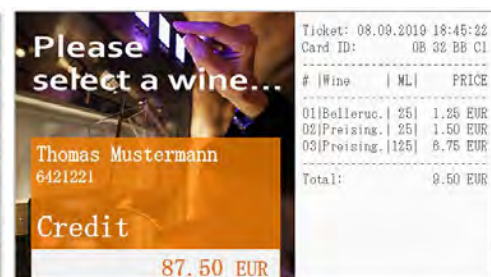 Please
select a wine...
Thomas Mustermann
6421221
Credit
87.50 EUR
Ticket: 08.09.2019 18:45:22
Card ID: 0B 32 BB C1
# |Wine | ML| PRICE
01|Belleruc.| 25| 1.25 EUR
02|Preising.| 25| 1.50 EUR
03|Preising.|125| 6.75 EUR
Total: 9.50 EUR